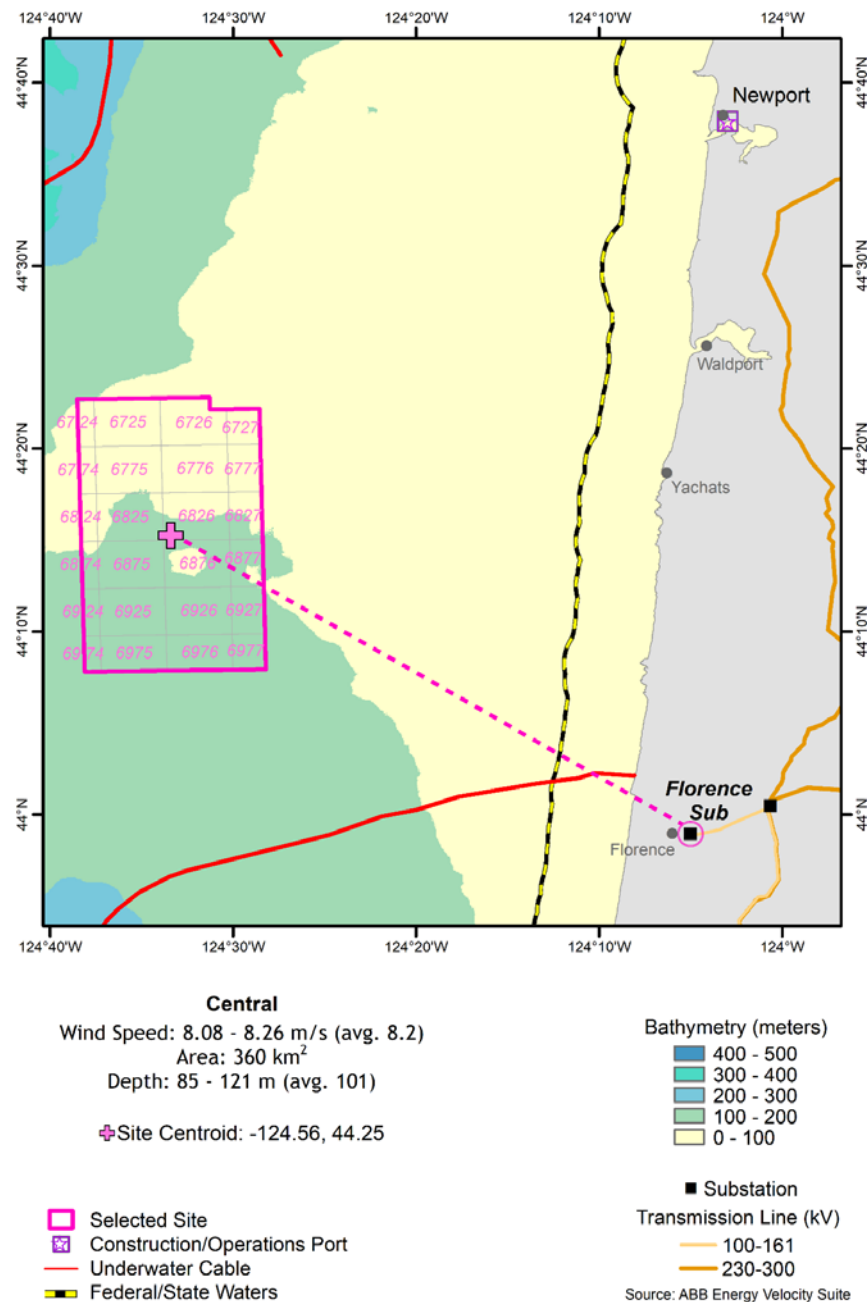 124°40'W 124°30'W 124°20'W 124°10'W 124°W
44°40'N 44°40'N
Newport
44°30'N 44°30'N
Waldport
44°20'N 44°20'N
6724 6725 6726 6727
6774 6775 6776 6777
Yachats
6824 6825 6826 6827
6874 6875 6876 6877
44°10'N 44°10'N
6924 6925 6926 6927
6974 6975 6976 6977
44°N 44°N
Florence
Sub
Florence
124°40'W 124°30'W 124°20'W 124°10'W 124°W
Central
Wind Speed: 8.08 - 8.26 m/s (avg. 8.2)
Area: 360 km²
Depth: 85 - 121 m (avg. 101)
Site Centroid: -124.56, 44.25
Selected Site
Construction/Operations Port
Underwater Cable
Federal/State Waters
Bathymetry (meters)
400 - 500
300 - 400
200 - 300
100 - 200
0 - 100
Substation
Transmission Line (kV)
100-161
230-300
Source: ABB Energy Velocity Suite